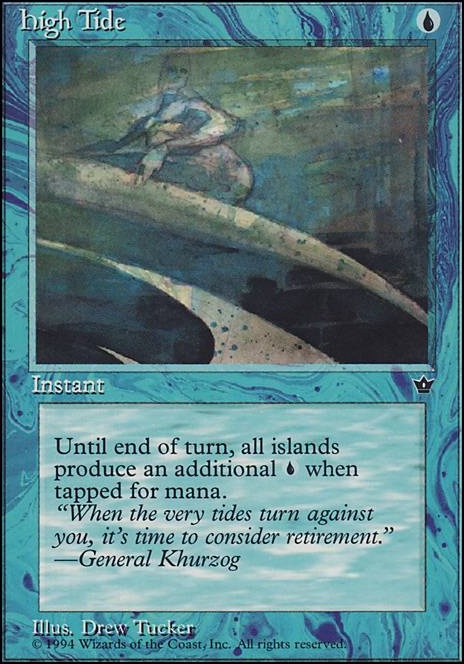 High Tide
Instant
Until end of turn, all islands
produce an additional when
tapped for mana.
“When the very tides turn against
you, it’s time to consider retirement.”
—General Khurzog
Illus. Drew Tucker
© 1994 Wizards of the Coast, Inc. All rights reserved.